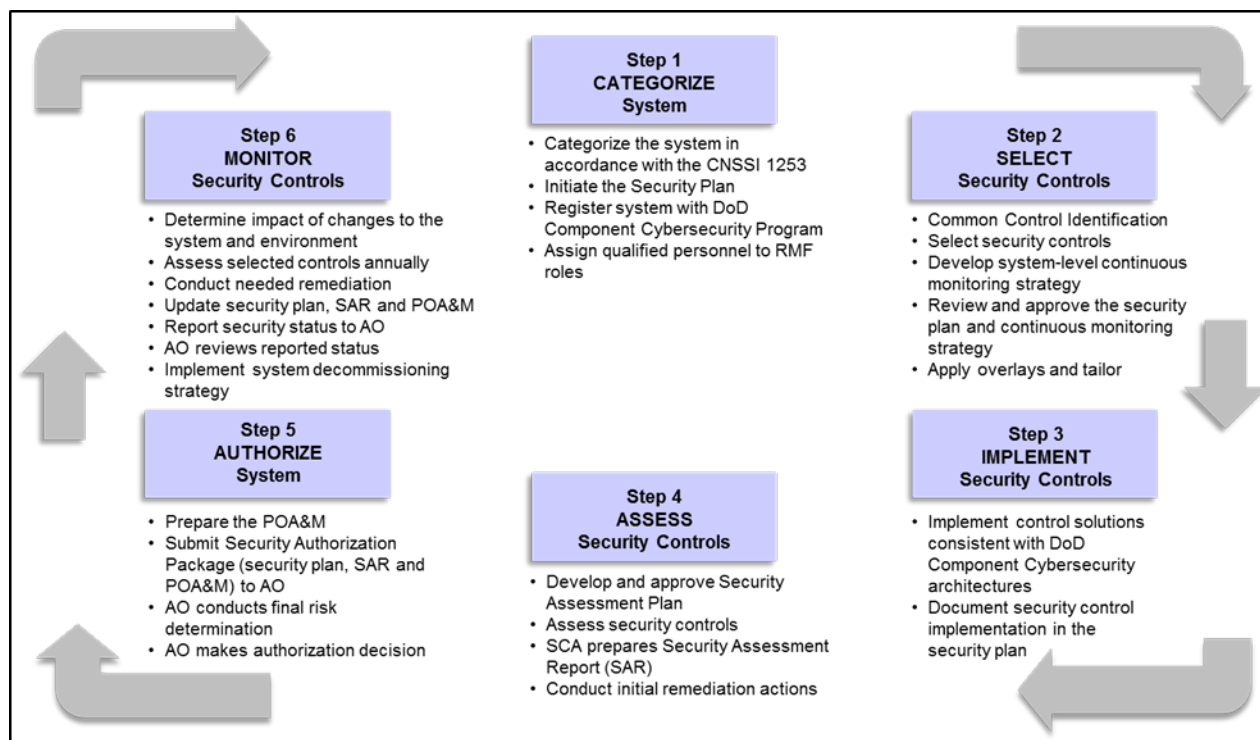 Step 1
CATEGORIZE
System
• Categorize the system in
accordance with the CNSSI 1253
• Initiate the Security Plan
• Register system with DoD
Component Cybersecurity Program
• Assign qualified personnel to RMF
roles
Step 2
SELECT
Security Controls
• Common Control Identification
• Select security controls
• Develop system-level continuous
monitoring strategy
• Review and approve the security
plan and continuous monitoring
strategy
• Apply overlays and tailor
Step 3
IMPLEMENT
Security Controls
• Implement control solutions
consistent with DoD
Component Cybersecurity
architectures
• Document security control
implementation in the
security plan
Step 4
ASSESS
Security Controls
• Develop and approve Security
Assessment Plan
• Assess security controls
• SCA prepares Security Assessment
Report (SAR)
• Conduct initial remediation actions
Step 5
AUTHORIZE
System
• Prepare the POA&M
• Submit Security Authorization
Package (security plan, SAR and
POA&M) to AO
• AO conducts final risk
determination
• AO makes authorization decision
Step 6
MONITOR
Security Controls
• Determine impact of changes to the
system and environment
• Assess selected controls annually
• Conduct needed remediation
• Update security plan, SAR and POA&M
• Report security status to AO
• AO reviews reported status
• Implement system decommissioning
strategy